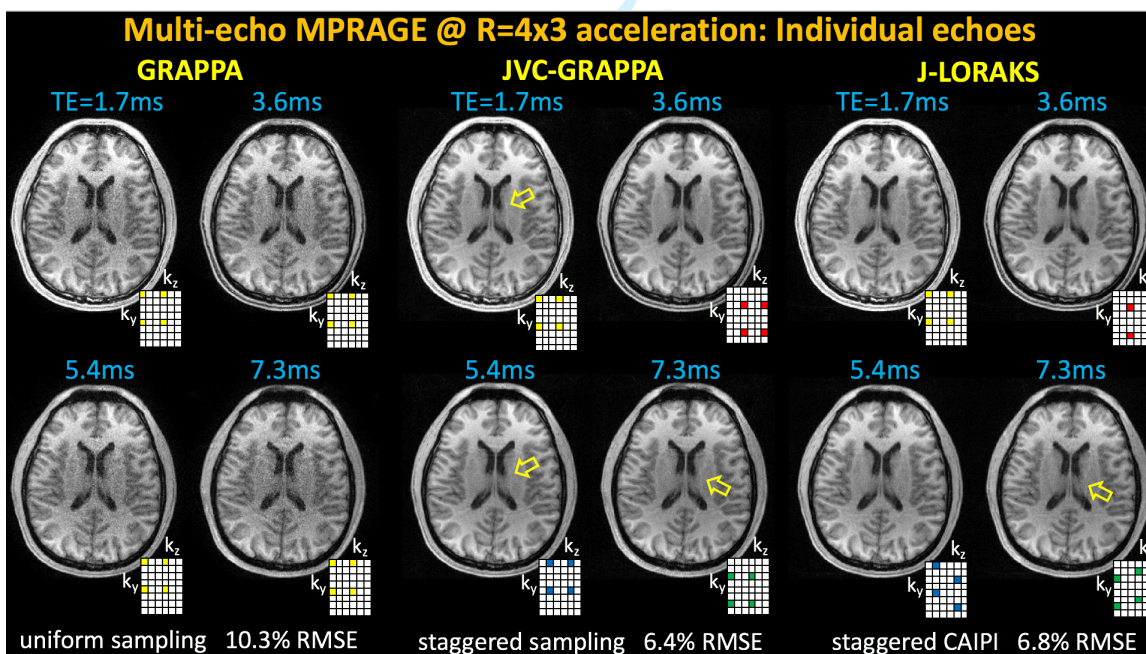 Multi-echo MPRAGE @ R=4x3 acceleration: Individual echoes
GRAPPA JVC-GRAPPA J-LORAKS
TE=1.7ms 3.6ms TE=1.7ms 3.6ms TE=1.7ms 3.6ms
kz kz kz kz kz kz
ky ky ky ky ky ky
5.4ms 7.3ms 5.4ms 7.3ms 5.4ms 7.3ms
kz kz kz kz kz kz
ky ky ky ky ky ky
uniform sampling 10.3% RMSE staggered sampling 6.4% RMSE staggered CAIPI 6.8% RMSE